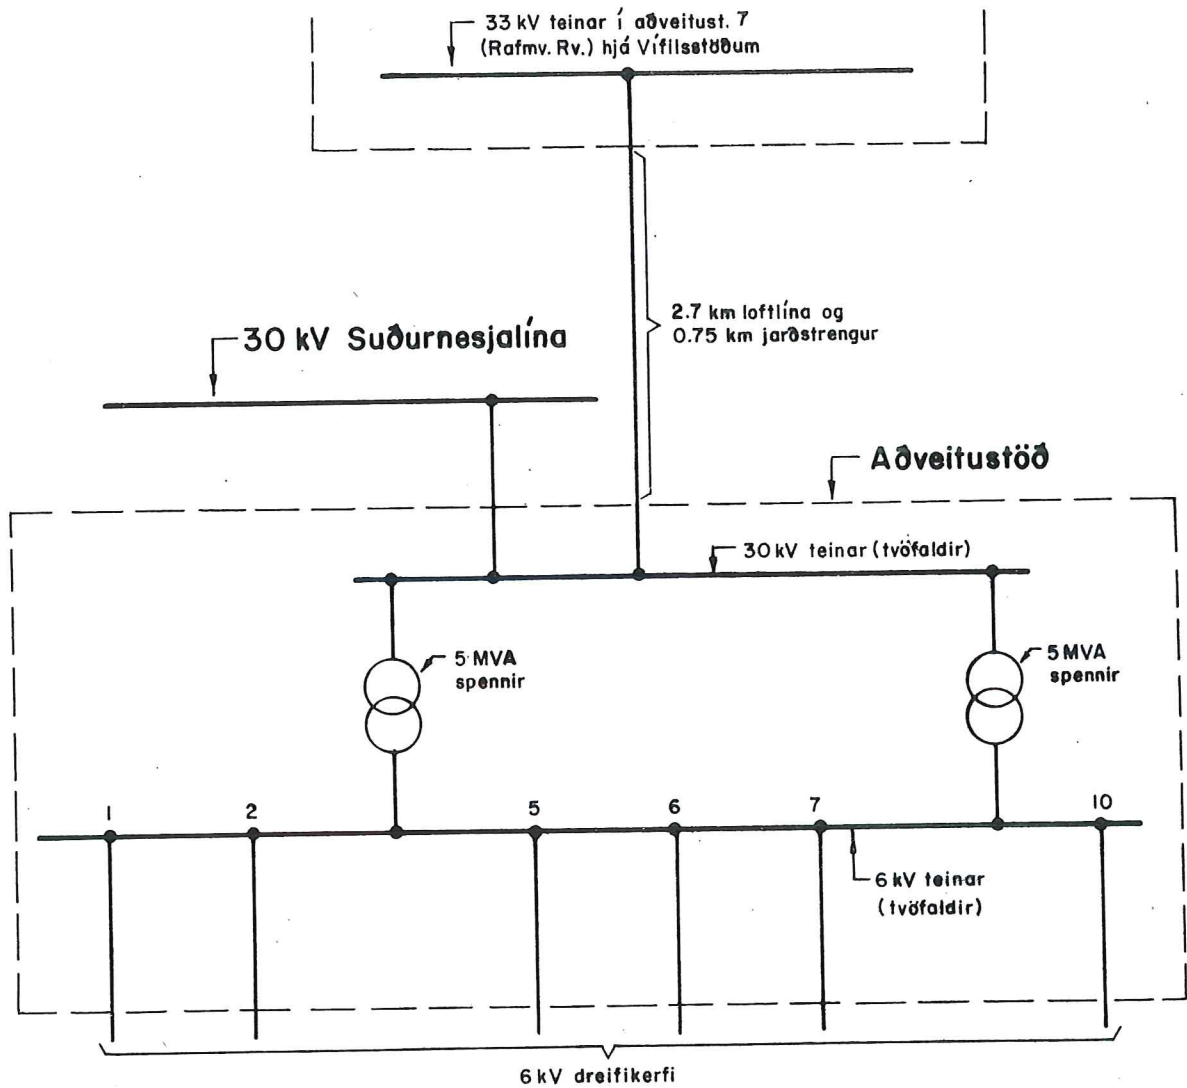 33 kV teinar í aðveitust. 7
(Rafmv. Rv.) hjá Vífilsstöðum
2.7 km loftlína og
0.75 km jarðstrengur
30 kV Suðurnesjalína
Aðveitustöð
30 kV teinar (tvöfaldir)
5 MVA
spennir
5 MVA
spennir
1 2 5 6 7 10
6 kV teinar
(tvöfaldir)
6 kV dreifikerfi